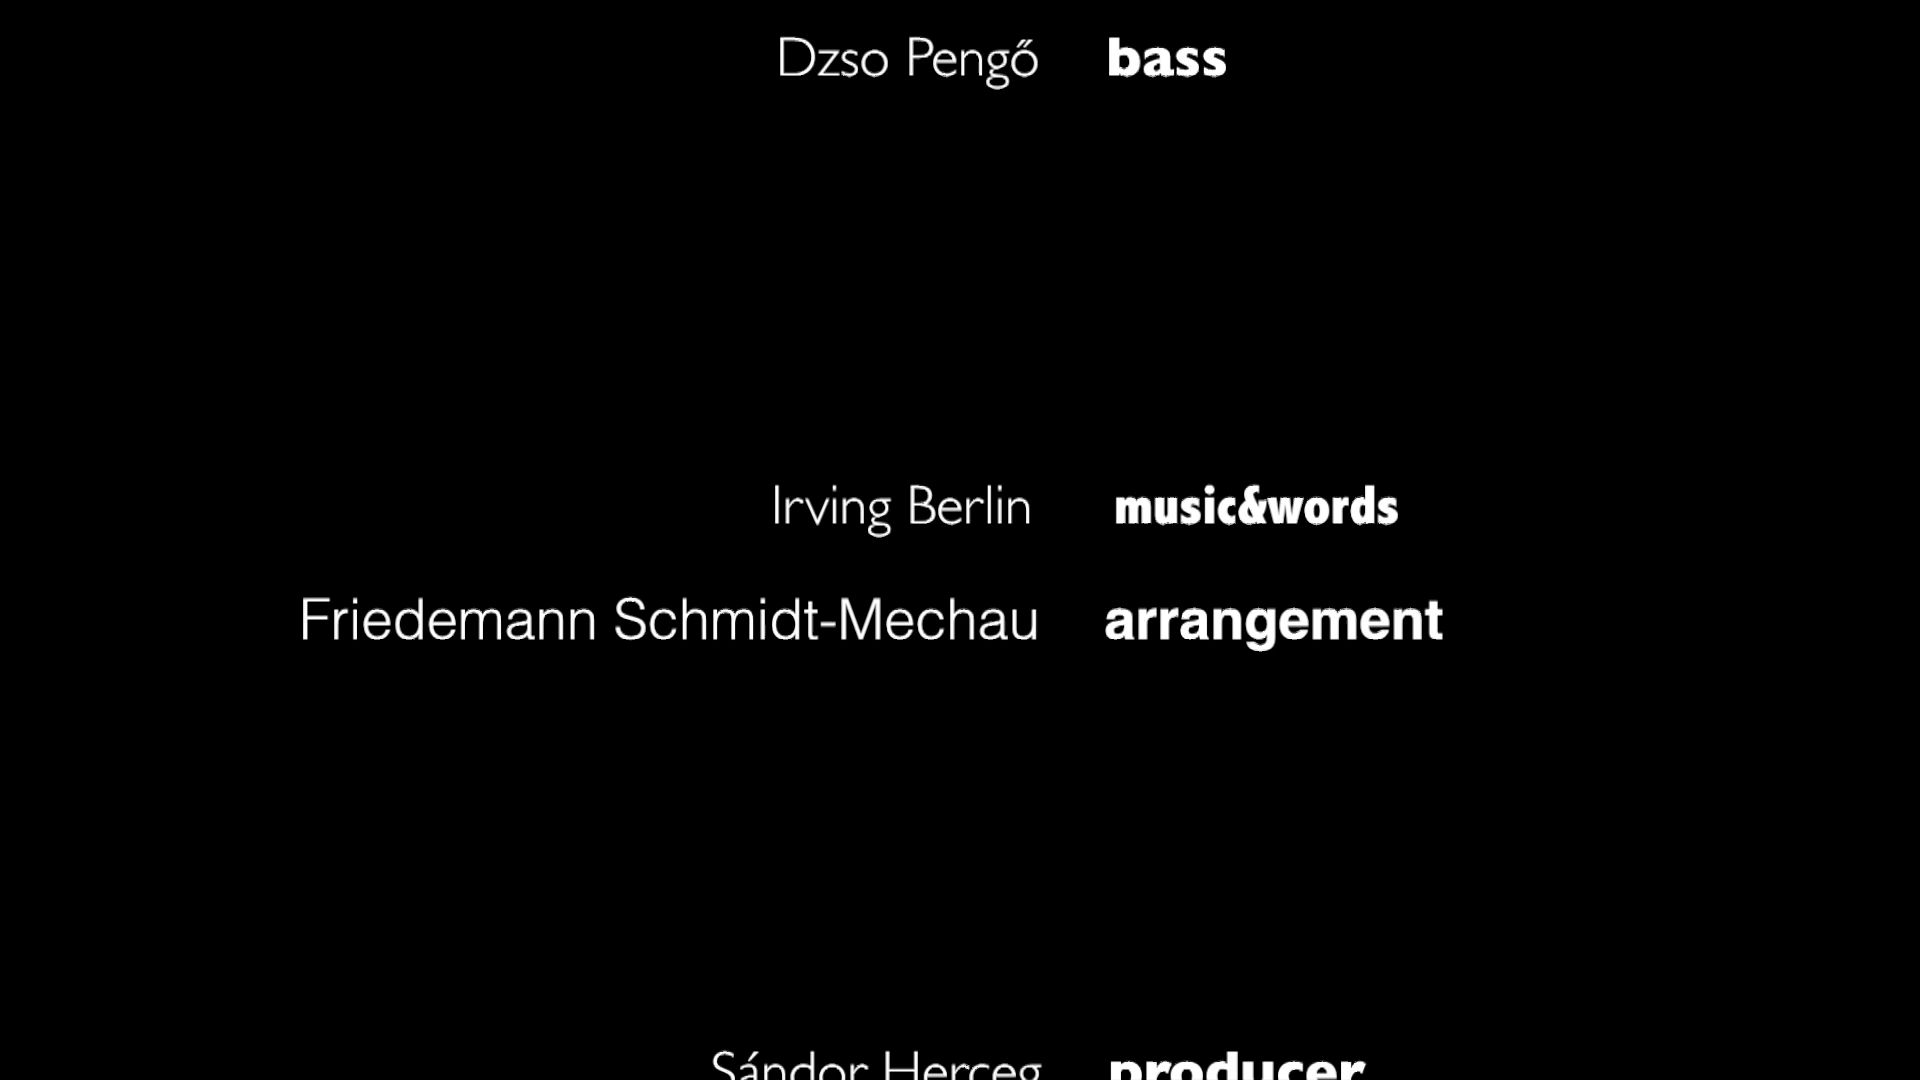 Dzso Pengő bass
Irving Berlin music&words
Friedemann Schmidt-Mechau arrangement
Sándor Herceg producer